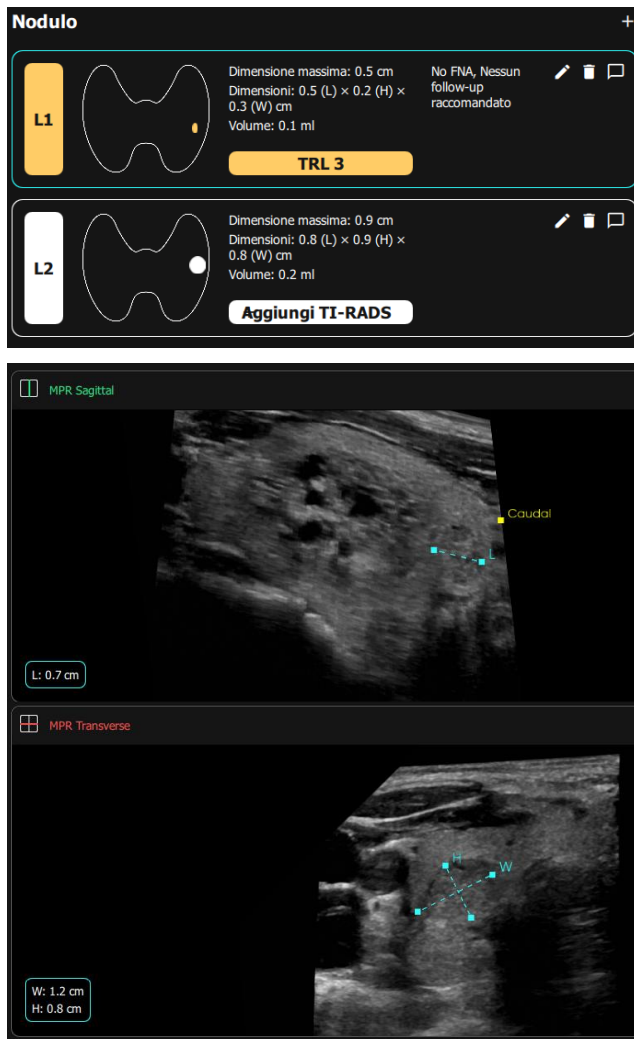 Nodulo
+
L1
Dimensione massima: 0.5 cm
Dimensioni: 0.5 (L) × 0.2 (H) ×
0.3 (W) cm
Volume: 0.1 ml
TRL 3
No FNA, Nessun
follow-up
raccomandato
L2
Dimensione massima: 0.9 cm
Dimensioni: 0.8 (L) × 0.9 (H) ×
0.8 (W) cm
Volume: 0.2 ml
Aggiungi TI-RADS
MPR Sagittal
Caudal
L
L: 0.7 cm
MPR Transverse
H
W
W: 1.2 cm
H: 0.8 cm